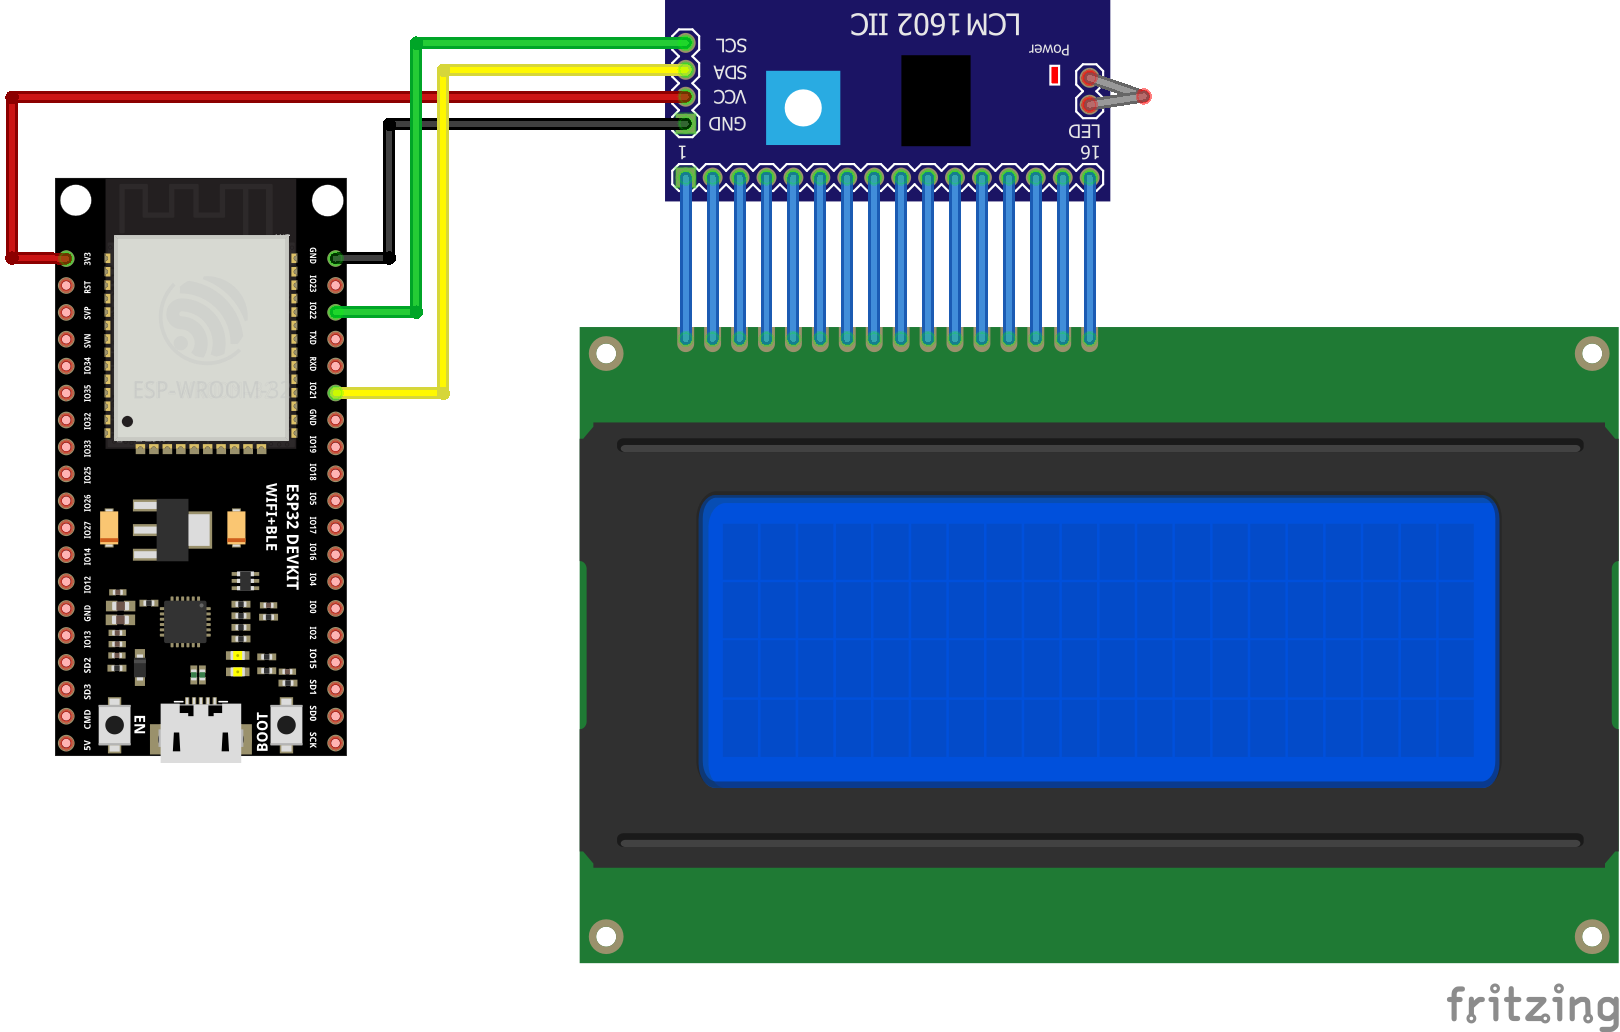 LCM 1602 IIC
SCL
SDA
VCC
GND
Power
LED
1
16
3V3
RST
SVP
SVN
IO34
IO35
IO32
IO33
IO25
IO26
IO27
IO14
IO12
GND
IO13
SD2
SD3
CMD
5V
GND
IO23
IO22
TXD
RXD
IO21
GND
IO19
IO18
IO5
IO17
IO16
IO4
IO0
IO2
IO15
SD1
SD0
SCK
ESP-WROOM-32
ESP32 DEVKIT
WIFI+BLE
EN
BOOT
fritzing